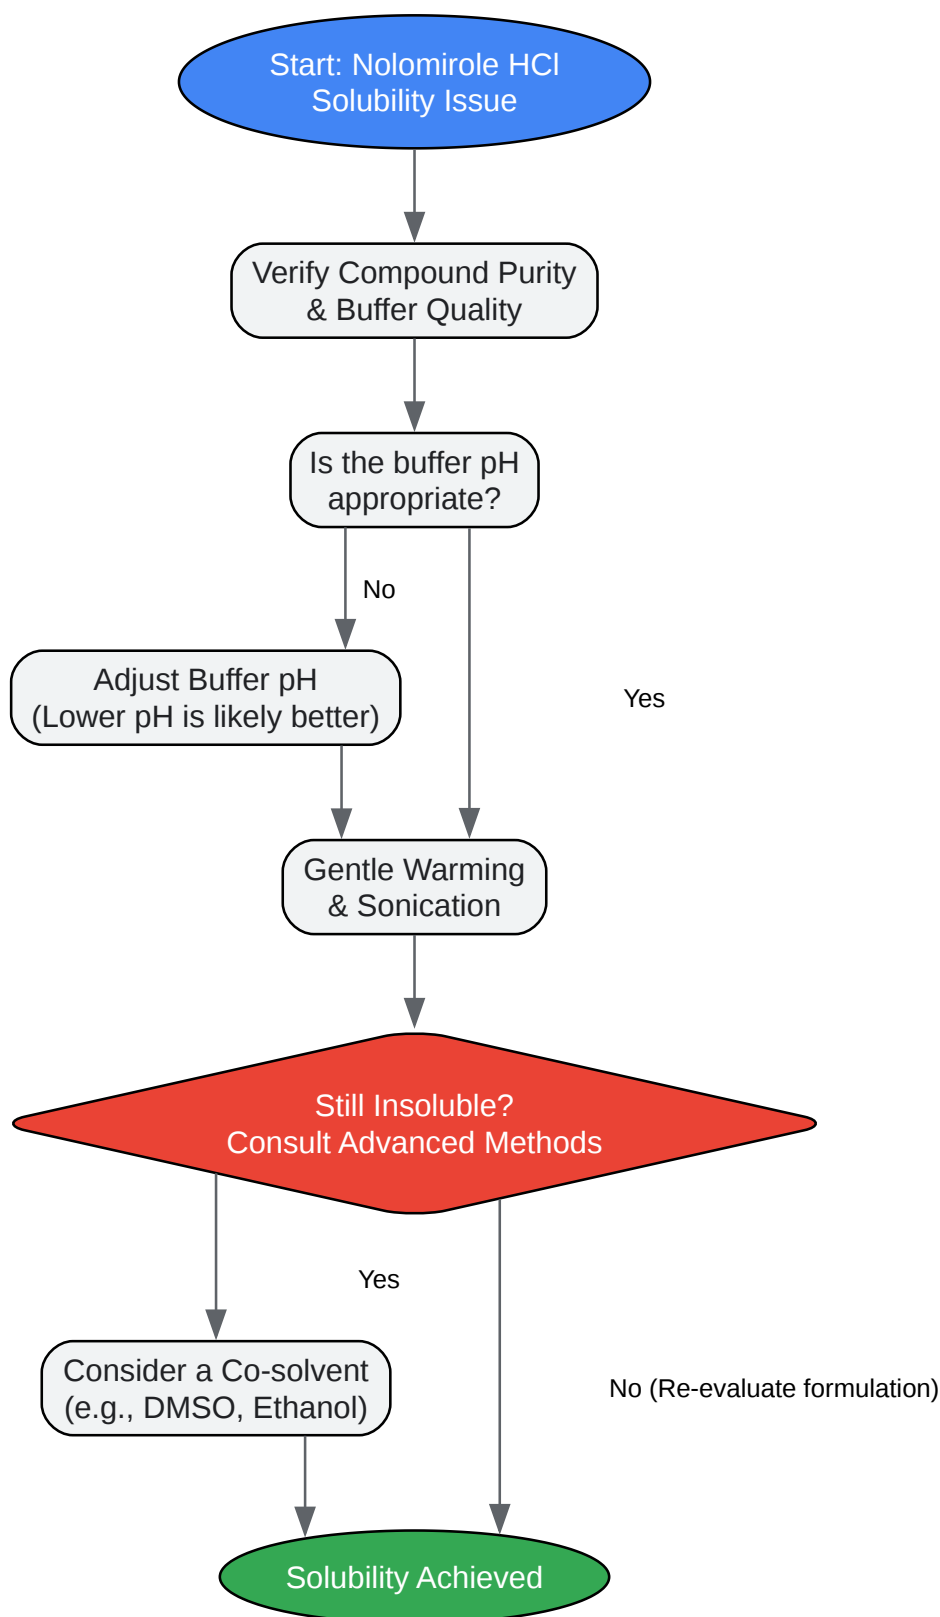 Start: Nolomirole HCl
Solubility Issue
Verify Compound Purity
& Buffer Quality
Is the buffer pH
appropriate?
No
Adjust Buffer pH
(Lower pH is likely better)
Yes
Gentle Warming
& Sonication
Still Insoluble?
Consult Advanced Methods
Yes
Consider a Co-solvent
(e.g., DMSO, Ethanol)
No (Re-evaluate formulation)
Solubility Achieved